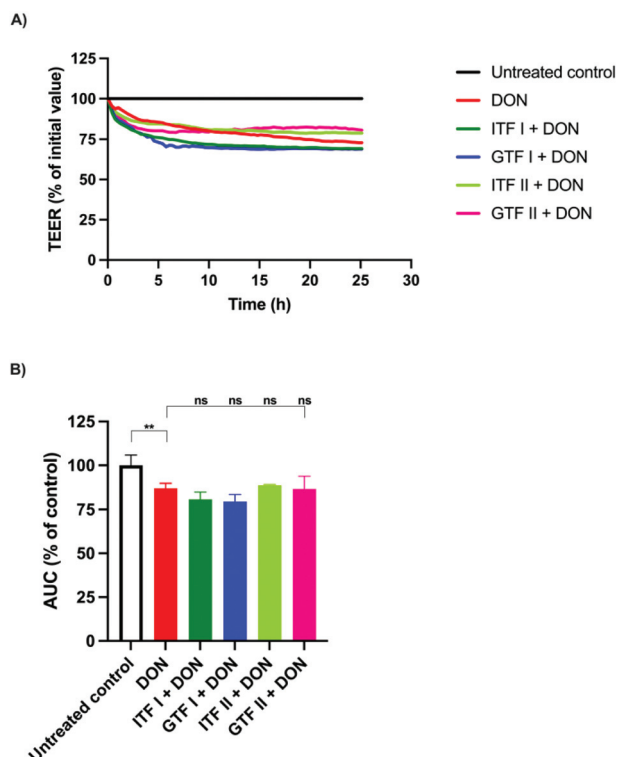 A)
TEER (% of initial value)
125
100
75
50
25
0
0 5 10 15 20 25 30
Time (h)
Untreated control
DON
ITF I + DON
GTF I + DON
ITF II + DON
GTF II + DON
B)
AUC (% of control)
125
100
75
50
25
0
ns ns ns ns
**
Untreated control
DON
ITF I + DON
GTF I + DON
ITF II + DON
GTF II + DON